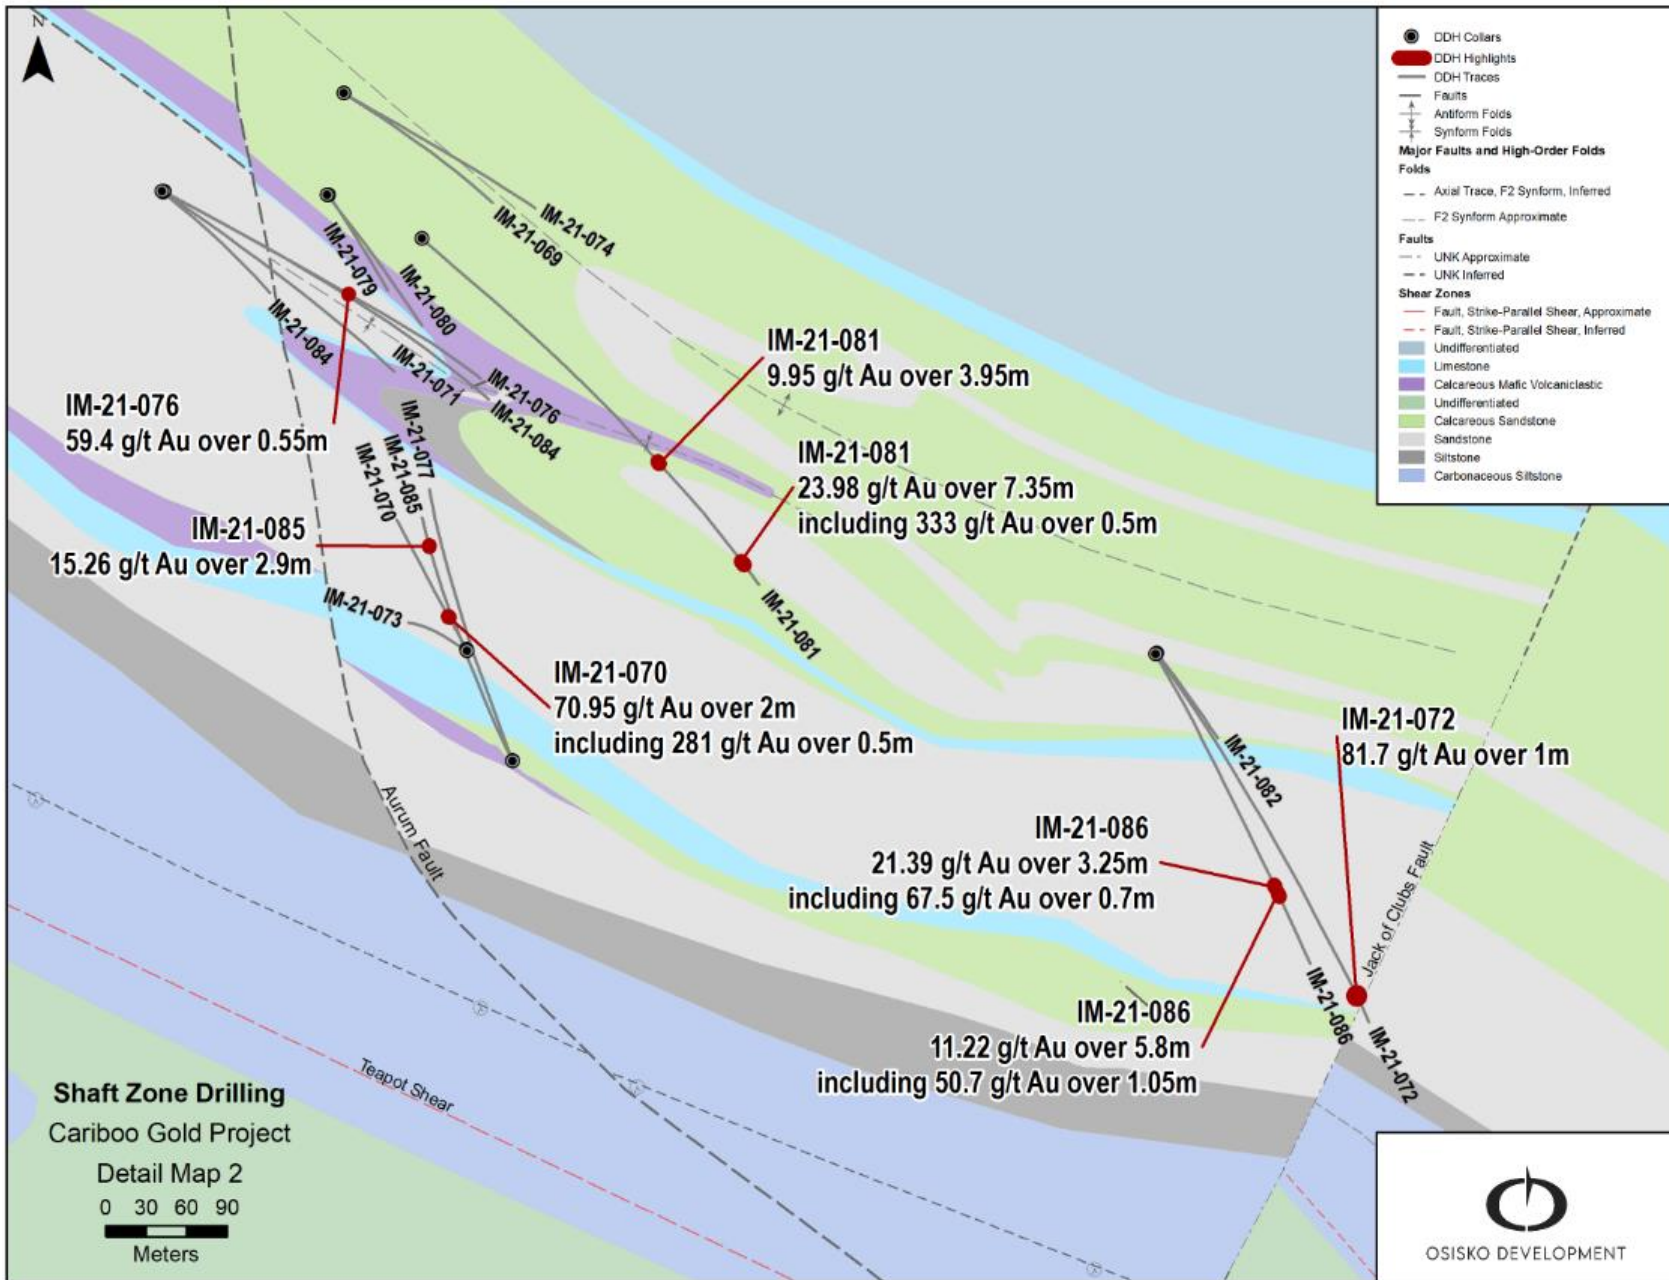 N
DDH Collars
DDH Highlights
DDH Traces
Faults
Antiform Folds
Synform Folds
Major Faults and High-Order Folds
Folds
Axial Trace, F2 Synform, Inferred
F2 Synform Approximate
Faults
UNK Approximate
UNK Inferred
Shear Zones
Fault, Strike-Parallel Shear, Approximate
Fault, Strike-Parallel Shear, Inferred
Undifferentiated
Limestone
Calcareous Mafic Volcaniclastic
Undifferentiated
Calcareous Sandstone
Sandstone
Siltstone
Carbonaceous Siltstone
IM-21-074
IM-21-069
IM-21-079
IM-21-080
IM-21-084
IM-21-071
IM-21-076
IM-21-084
IM-21-077
IM-21-085
IM-21-070
IM-21-081
9.95 g/t Au over 3.95m
IM-21-076
59.4 g/t Au over 0.55m
IM-21-081
23.98 g/t Au over 7.35m
including 333 g/t Au over 0.5m
IM-21-085
15.26 g/t Au over 2.9m
IM-21-073
IM-21-081
IM-21-070
70.95 g/t Au over 2m
including 281 g/t Au over 0.5m
IM-21-072
81.7 g/t Au over 1m
IM-21-082
Aurum Fault
IM-21-086
21.39 g/t Au over 3.25m
including 67.5 g/t Au over 0.7m
Jack of Clubs Fault
IM-21-086
11.22 g/t Au over 5.8m
including 50.7 g/t Au over 1.05m
IM-21-086
IM-21-072
Teapot Shear
Shaft Zone Drilling
Cariboo Gold Project
Detail Map 2
0 30 60 90
Meters
OSISKO DEVELOPMENT